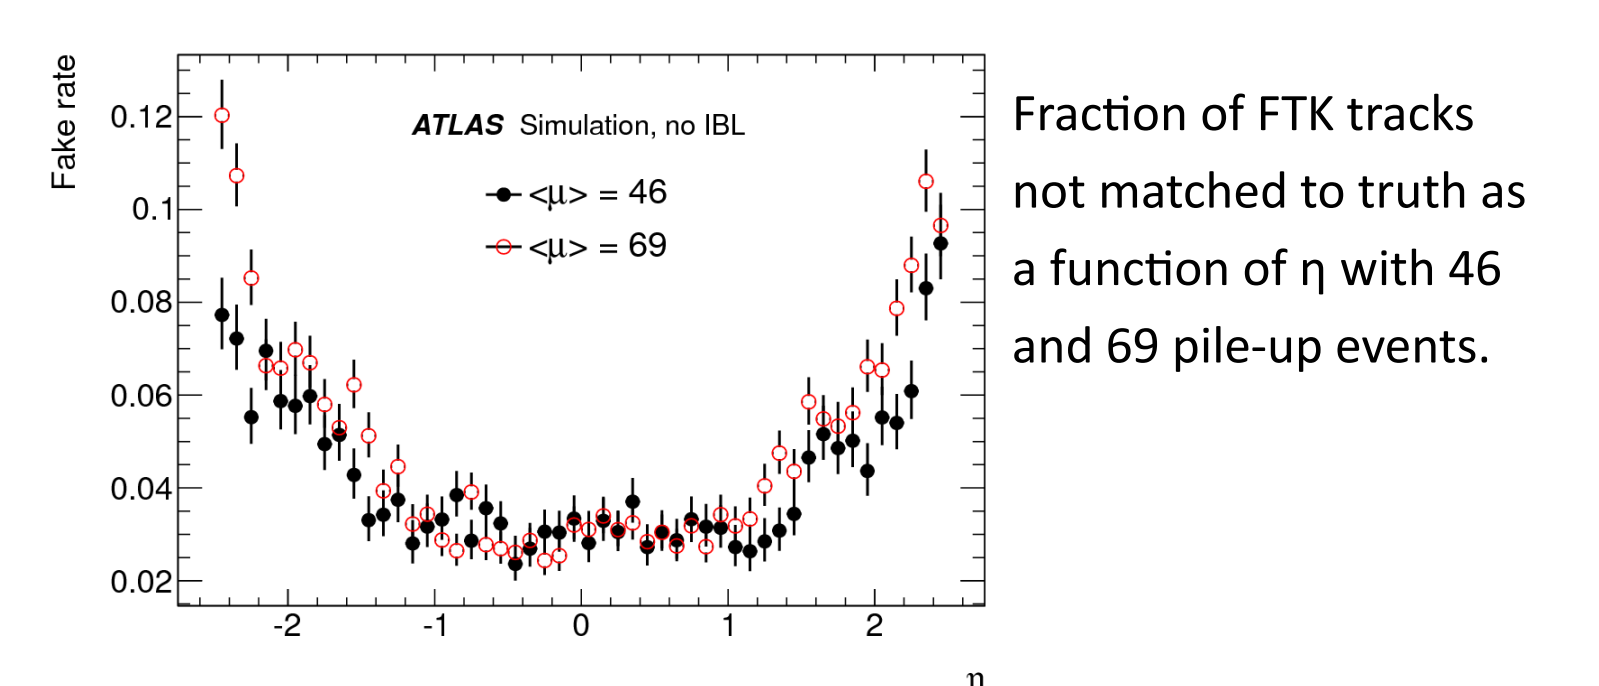 Fake rate
0.12
0.1
0.08
0.06
0.04
0.02
-2 -1 0 1 2
η
ATLAS Simulation, no IBL
<μ> = 46
<μ> = 69
Fraction of FTK tracks
not matched to truth as
a function of η with 46
and 69 pile-up events.